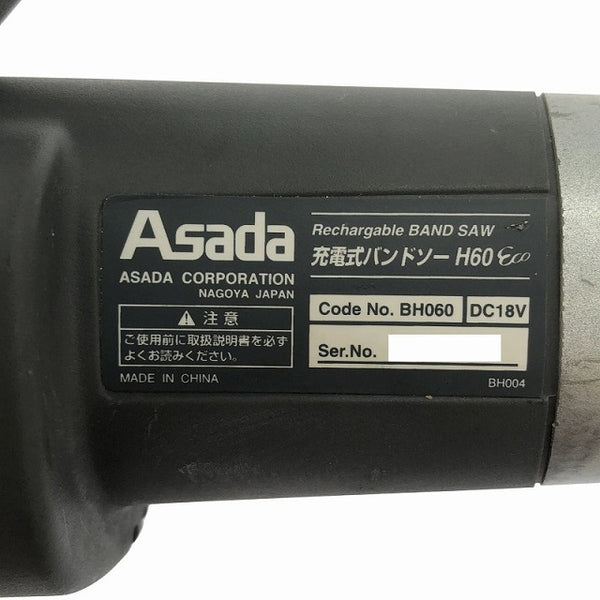 Asada
ASADA CORPORATION
NAGOYA JAPAN
⚠ 注意
ご使用前に取扱説明書を必ず
よくお読みください。
MADE IN CHINA
Rechargable BAND SAW
充電式バンドソー H60 Eco
Code No. BH060 DC18V
Ser.No.
BH004